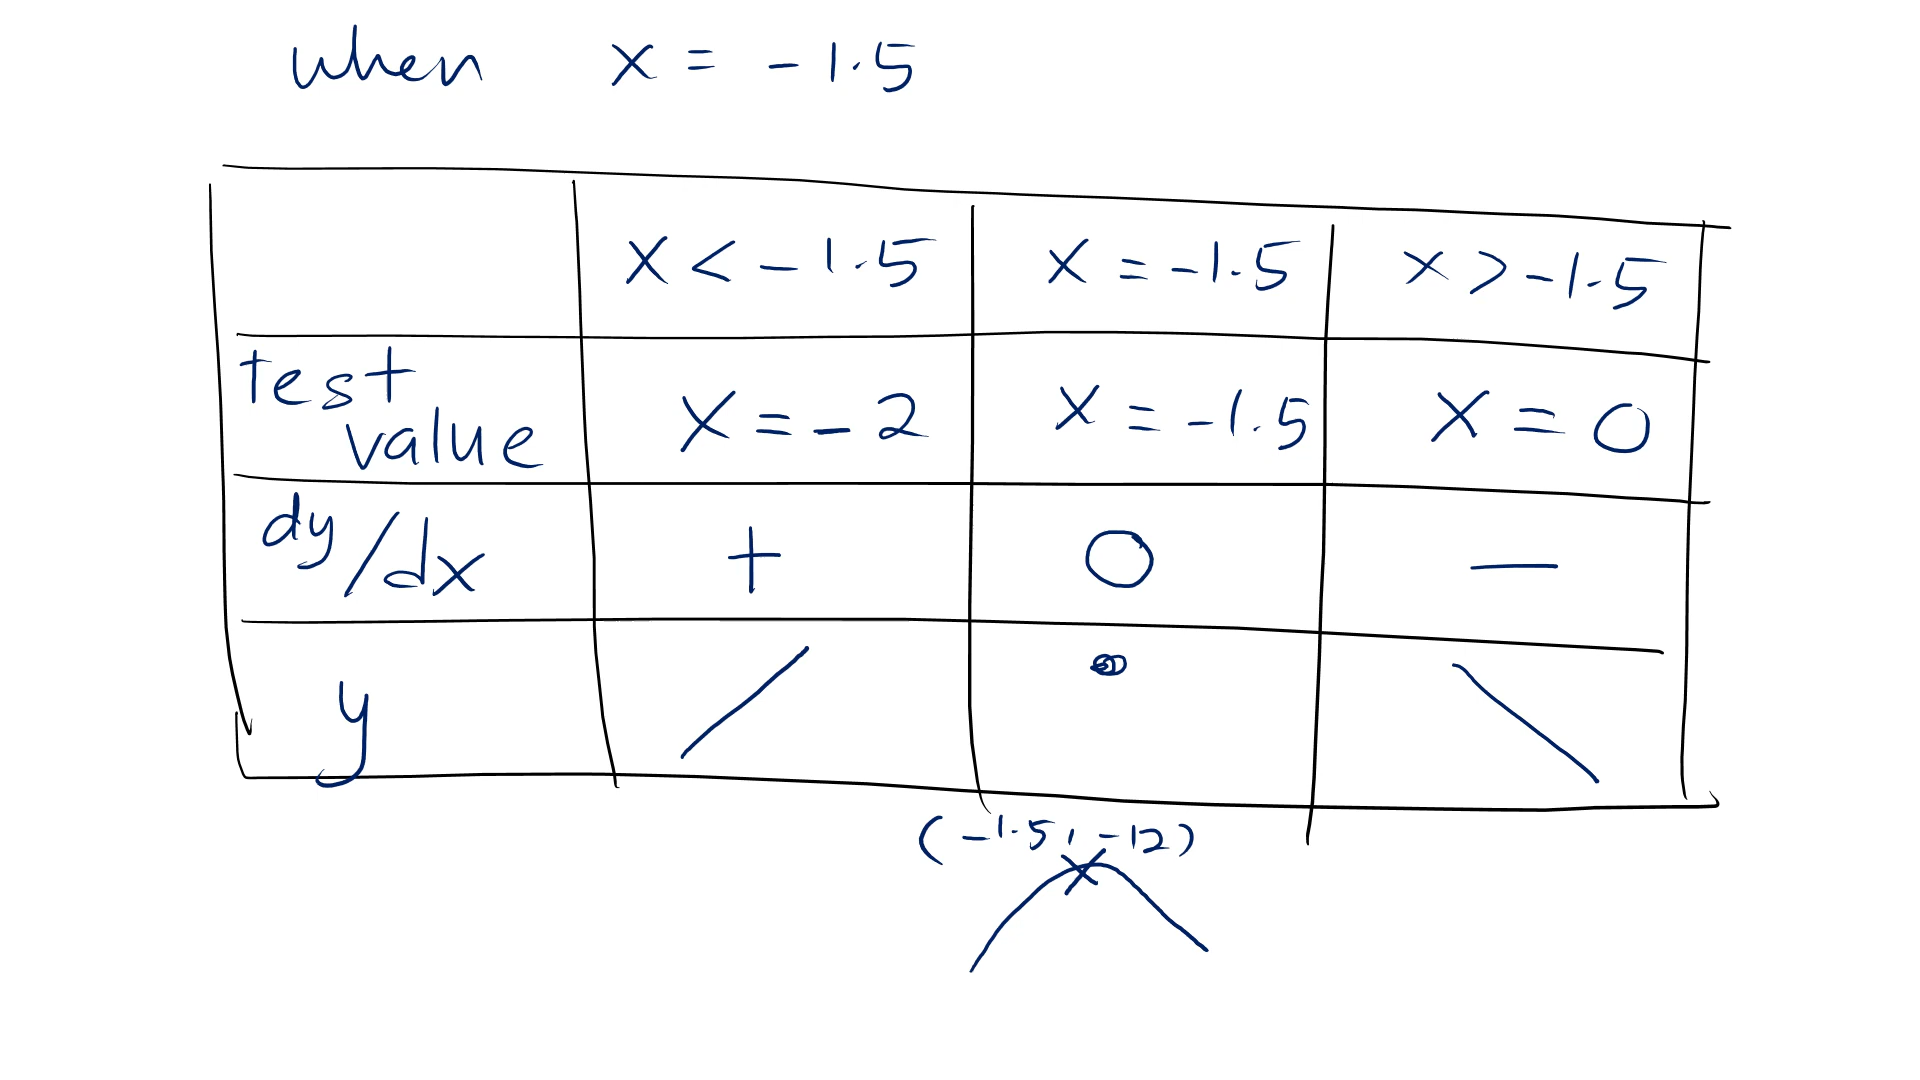 when x = -1.5
x < -1.5 x = -1.5 x > -1.5
test
value x = -2 x = -1.5 x = 0
dy/dx + 0 −
y
(-1.5, -12)